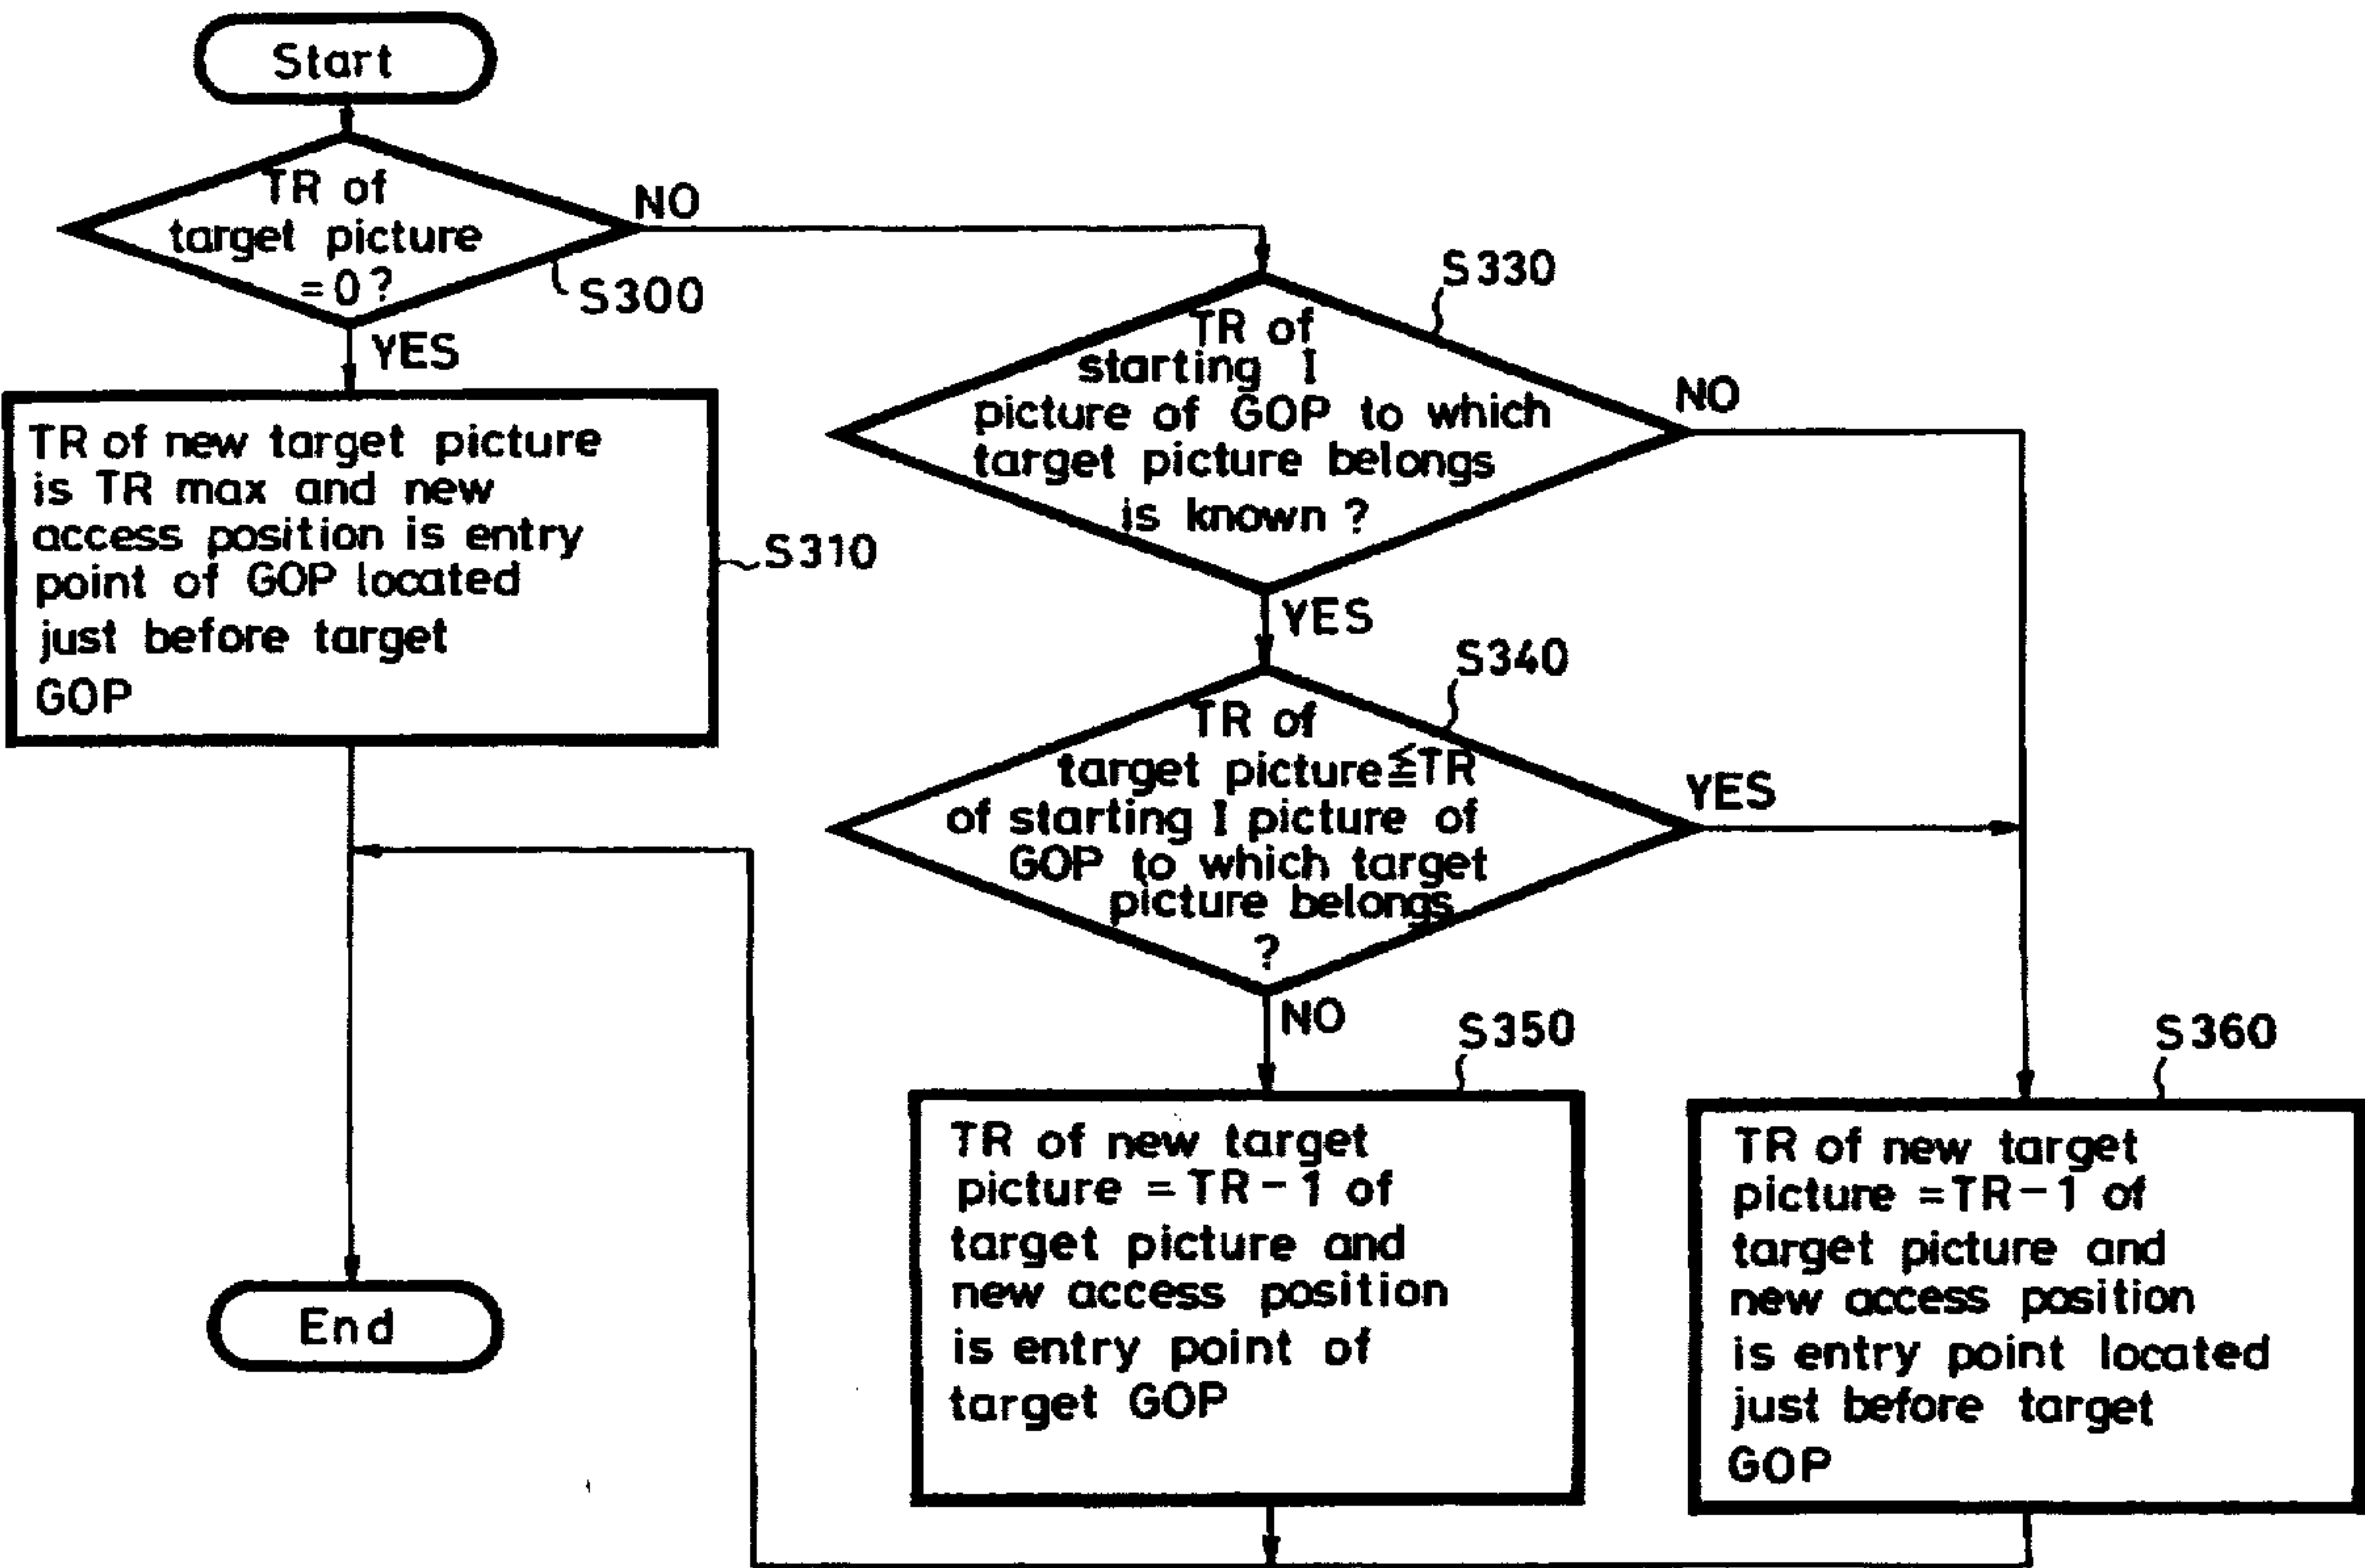 Start
TR of
target picture
=0?
NO
S300
YES
TR of new target picture
is TR max and new
access position is entry
point of GOP located
just before target
GOP
S310
S330
TR of
starting I
picture of GOP to which
target picture belongs
is known ?
NO
YES
S340
TR of
target picture≦TR
of starting I picture of
GOP to which target
picture belongs
?
YES
NO
S350
TR of new target
picture =TR-1 of
target picture and
new access position
is entry point of
target GOP
S360
TR of new target
picture =TR-1 of
target picture and
new access position
is entry point located
just before target
GOP
End